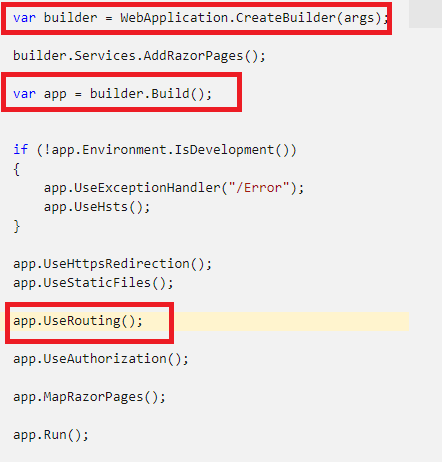 var builder = WebApplication.CreateBuilder(args);
builder.Services.AddRazorPages();
var app = builder.Build();
if (!app.Environment.IsDevelopment())
{
    app.UseExceptionHandler("/Error");
    app.UseHsts();
}
app.UseHttpsRedirection();
app.UseStaticFiles();
app.UseRouting();
app.UseAuthorization();
app.MapRazorPages();
app.Run();